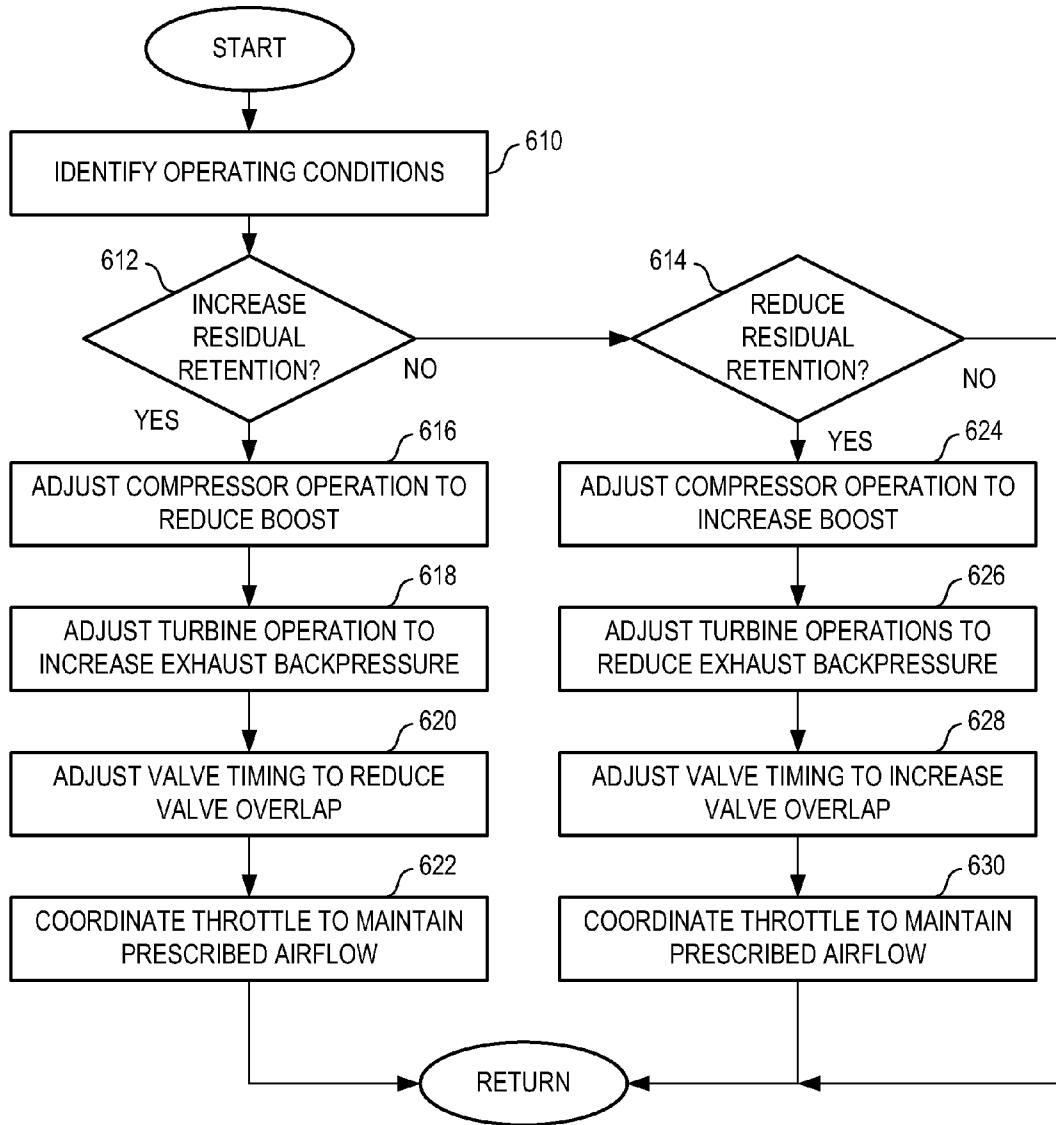 START
IDENTIFY OPERATING CONDITIONS
610
612
INCREASE
RESIDUAL
RETENTION?
NO
YES
614
REDUCE
RESIDUAL
RETENTION?
NO
YES
616
ADJUST COMPRESSOR OPERATION TO
REDUCE BOOST
624
ADJUST COMPRESSOR OPERATION TO
INCREASE BOOST
618
ADJUST TURBINE OPERATION TO
INCREASE EXHAUST BACKPRESSURE
626
ADJUST TURBINE OPERATIONS TO
REDUCE EXHAUST BACKPRESSURE
620
ADJUST VALVE TIMING TO REDUCE
VALVE OVERLAP
628
ADJUST VALVE TIMING TO INCREASE
VALVE OVERLAP
622
COORDINATE THROTTLE TO MAINTAIN
PRESCRIBED AIRFLOW
630
COORDINATE THROTTLE TO MAINTAIN
PRESCRIBED AIRFLOW
RETURN